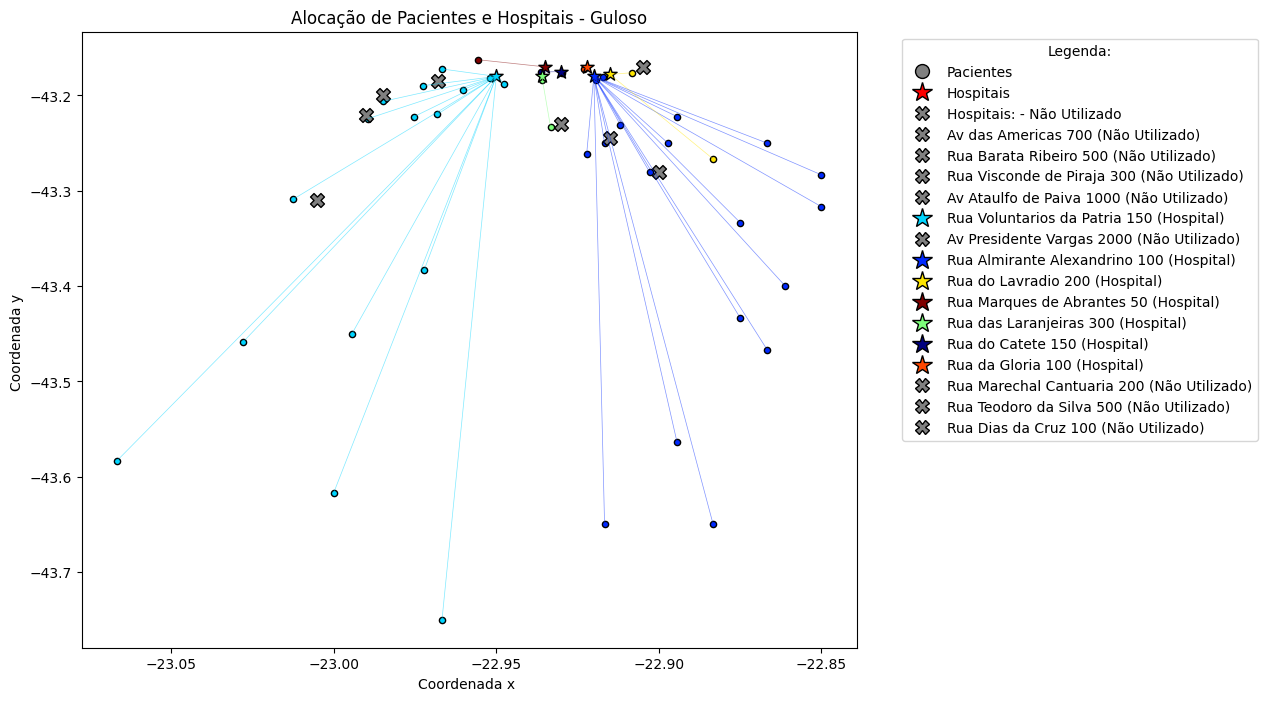 Alocação de Pacientes e Hospitais - Guloso
Coordenada y
−43.2
−43.3
−43.4
−43.5
−43.6
−43.7
−23.05
−23.00
−22.95
−22.90
−22.85
Coordenada x
Legenda:
Pacientes
Hospitais
Hospitais: - Não Utilizado
Av das Americas 700 (Não Utilizado)
Rua Barata Ribeiro 500 (Não Utilizado)
Rua Visconde de Piraja 300 (Não Utilizado)
Av Ataulfo de Paiva 1000 (Não Utilizado)
Rua Voluntarios da Patria 150 (Hospital)
Av Presidente Vargas 2000 (Não Utilizado)
Rua Almirante Alexandrino 100 (Hospital)
Rua do Lavradio 200 (Hospital)
Rua Marques de Abrantes 50 (Hospital)
Rua das Laranjeiras 300 (Hospital)
Rua do Catete 150 (Hospital)
Rua da Gloria 100 (Hospital)
Rua Marechal Cantuaria 200 (Não Utilizado)
Rua Teodoro da Silva 500 (Não Utilizado)
Rua Dias da Cruz 100 (Não Utilizado)